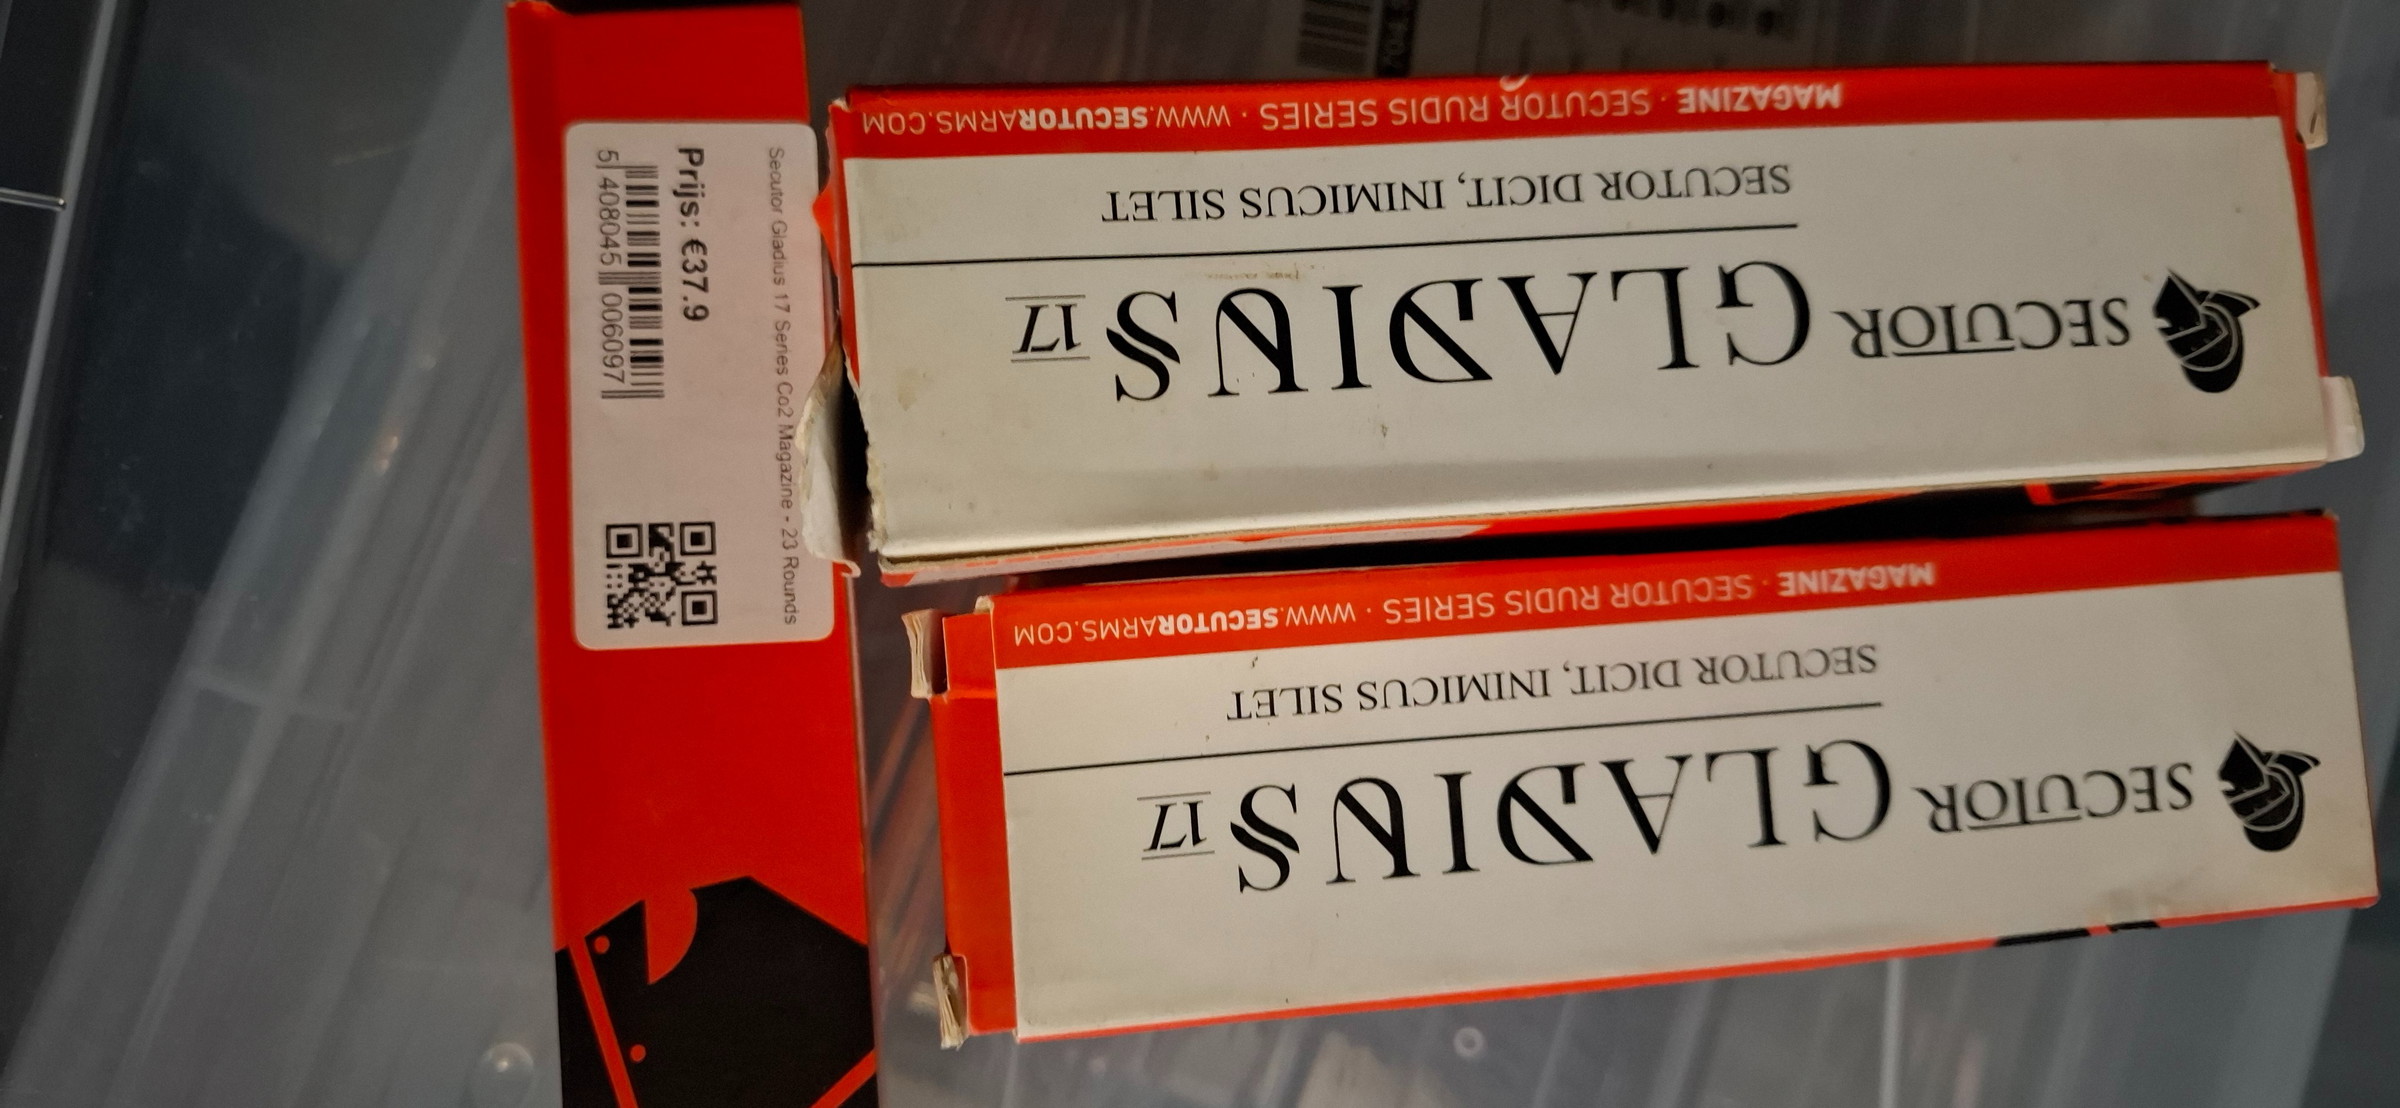 Secutor Gladius 17 Series Co2 Magazine - 23 Rounds
Prijs: €37.9
5 408045 006097
SECUTOR GLADIUS 17
SECUTOR DICIT, INIMICUS SILET
MAGAZINE · SECUTOR RUDIS SERIES · WWW.SECUTORARMS.COM
SECUTOR GLADIUS 17
SECUTOR DICIT, INIMICUS SILET
MAGAZINE · SECUTOR RUDIS SERIES · WWW.SECUTORARMS.COM